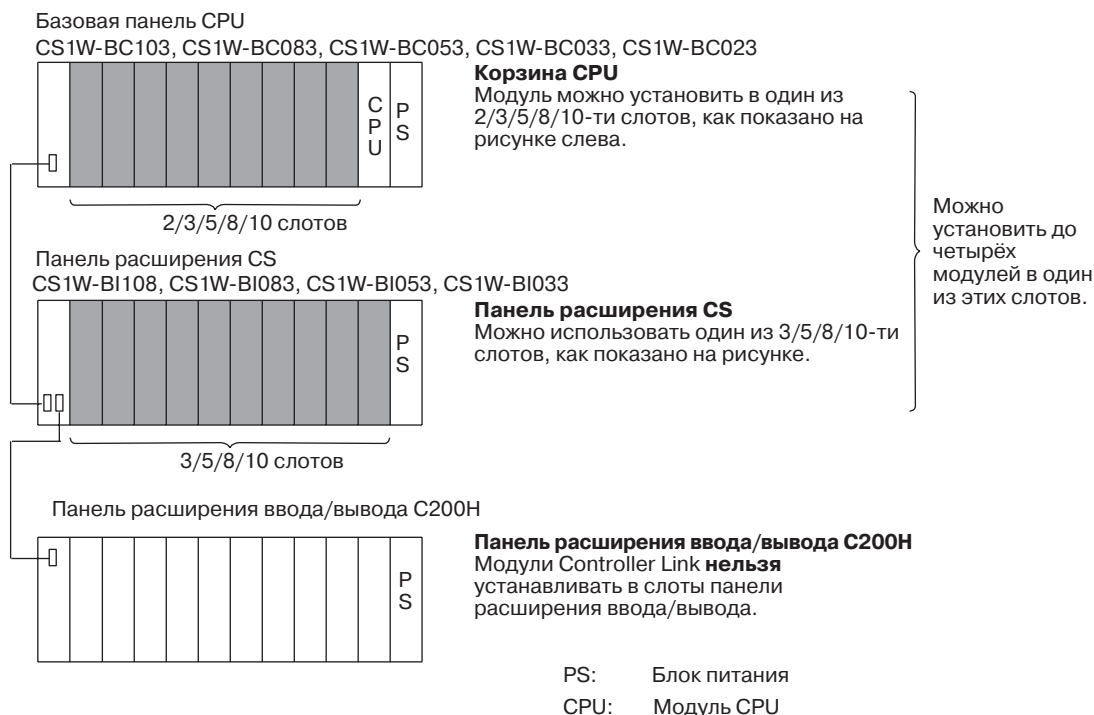 Базовая панель CPU
CS1W-BC103, CS1W-BC083, CS1W-BC053, CS1W-BC033, CS1W-BC023
CPU
PS
2/3/5/8/10 слотов
Корзина CPU
Модуль можно установить в один из
2/3/5/8/10-ти слотов, как показано на
рисунке слева.
Можно
установить до
четырёх
модулей в один
из этих слотов.
Панель расширения CS
CS1W-BI108, CS1W-BI083, CS1W-BI053, CS1W-BI033
PS
3/5/8/10 слотов
Панель расширения CS
Можно использовать один из 3/5/8/10-ти
слотов, как показано на рисунке.
Панель расширения ввода/вывода C200H
PS
Панель расширения ввода/вывода C200H
Модули Controller Link нельзя
устанавливать в слоты панели
расширения ввода/вывода.
PS: Блок питания
CPU: Модуль CPU